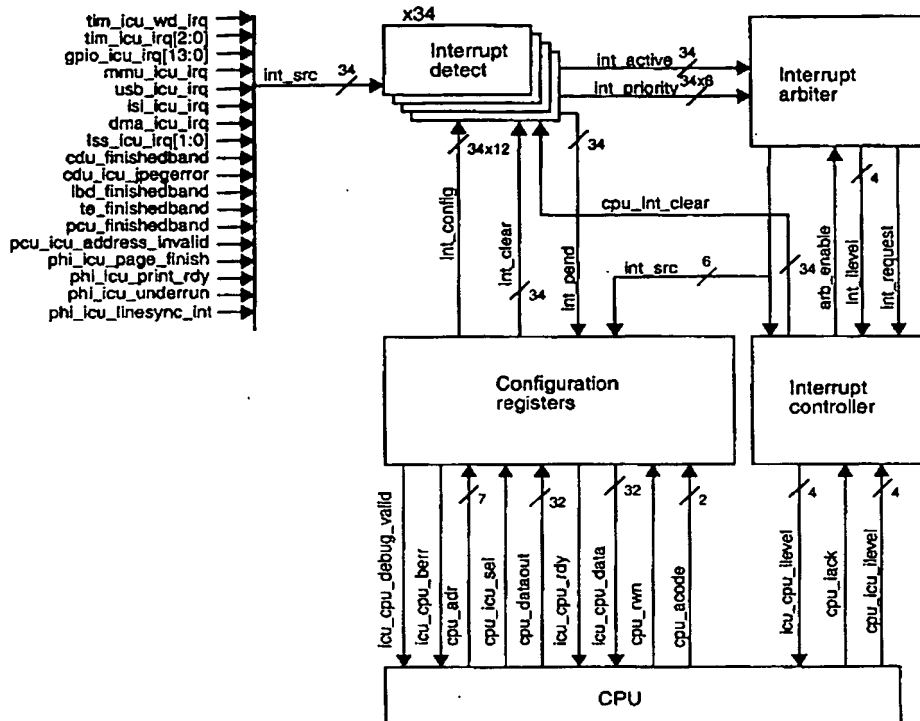 x34
tim_icu_wd_irq
tim_icu_irq[2:0]
gpio_icu_irq[13:0]
mmu_icu_irq
usb_icu_irq
isi_icu_irq
dma_icu_irq
lss_icu_irq[1:0]
cdu_finishedband
cdu_icu_jpegerror
lbd_finishedband
te_finishedband
pcu_finishedband
pcu_icu_address_invalid
phi_icu_page_finish
phi_icu_print_rdy
phi_icu_underrun
phi_icu_linesync_int
int_src
34
Interrupt
detect
int_active
34
int_priority
34x6
Interrupt
arbiter
34x12
34
4
cpu_int_clear
int_config
int_clear
34
int_pend
int_src
6
34
arb_enable
int_ilevel
int_request
Configuration
registers
Interrupt
controller
7
32
32
2
4
4
icu_cpu_debug_valid
icu_cpu_berr
cpu_adr
cpu_icu_sel
cpu_dataout
icu_cpu_rdy
icu_cpu_data
cpu_rwn
cpu_acode
icu_cpu_ilevel
cpu_iack
cpu_icu_ilevel
CPU